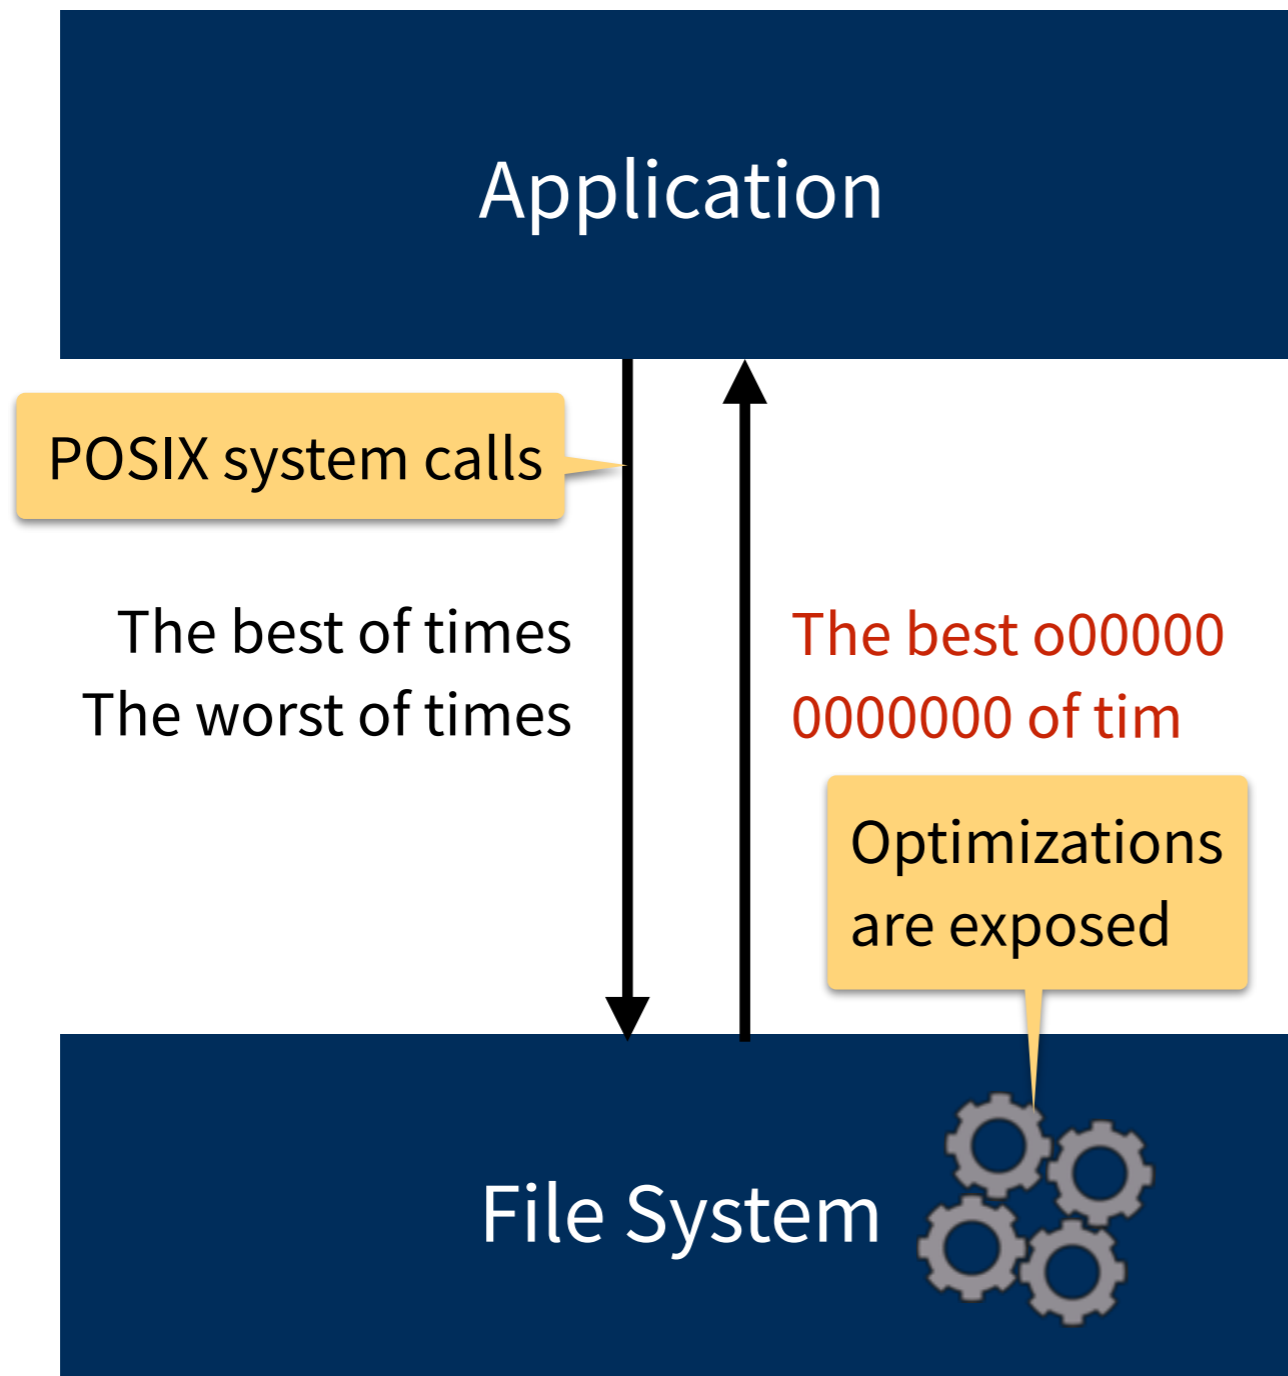 Application
POSIX system calls
The best of times
The worst of times
The best o00000
0000000 of tim
Optimizations
are exposed
File System